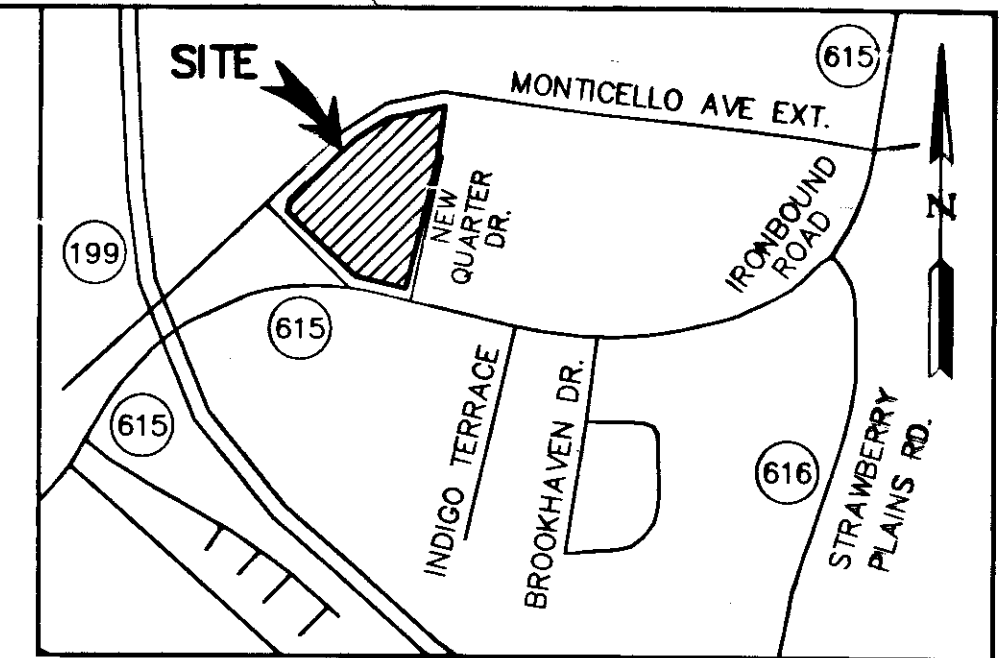 SITE
615
MONTICELLO AVE EXT.
N
NEW
QUARTER
DR.
IRONBOUND
ROAD
199
615
615
INDIGO TERRACE
BROOKHAVEN DR.
616
STRAWBERRY
PLAINS RD.